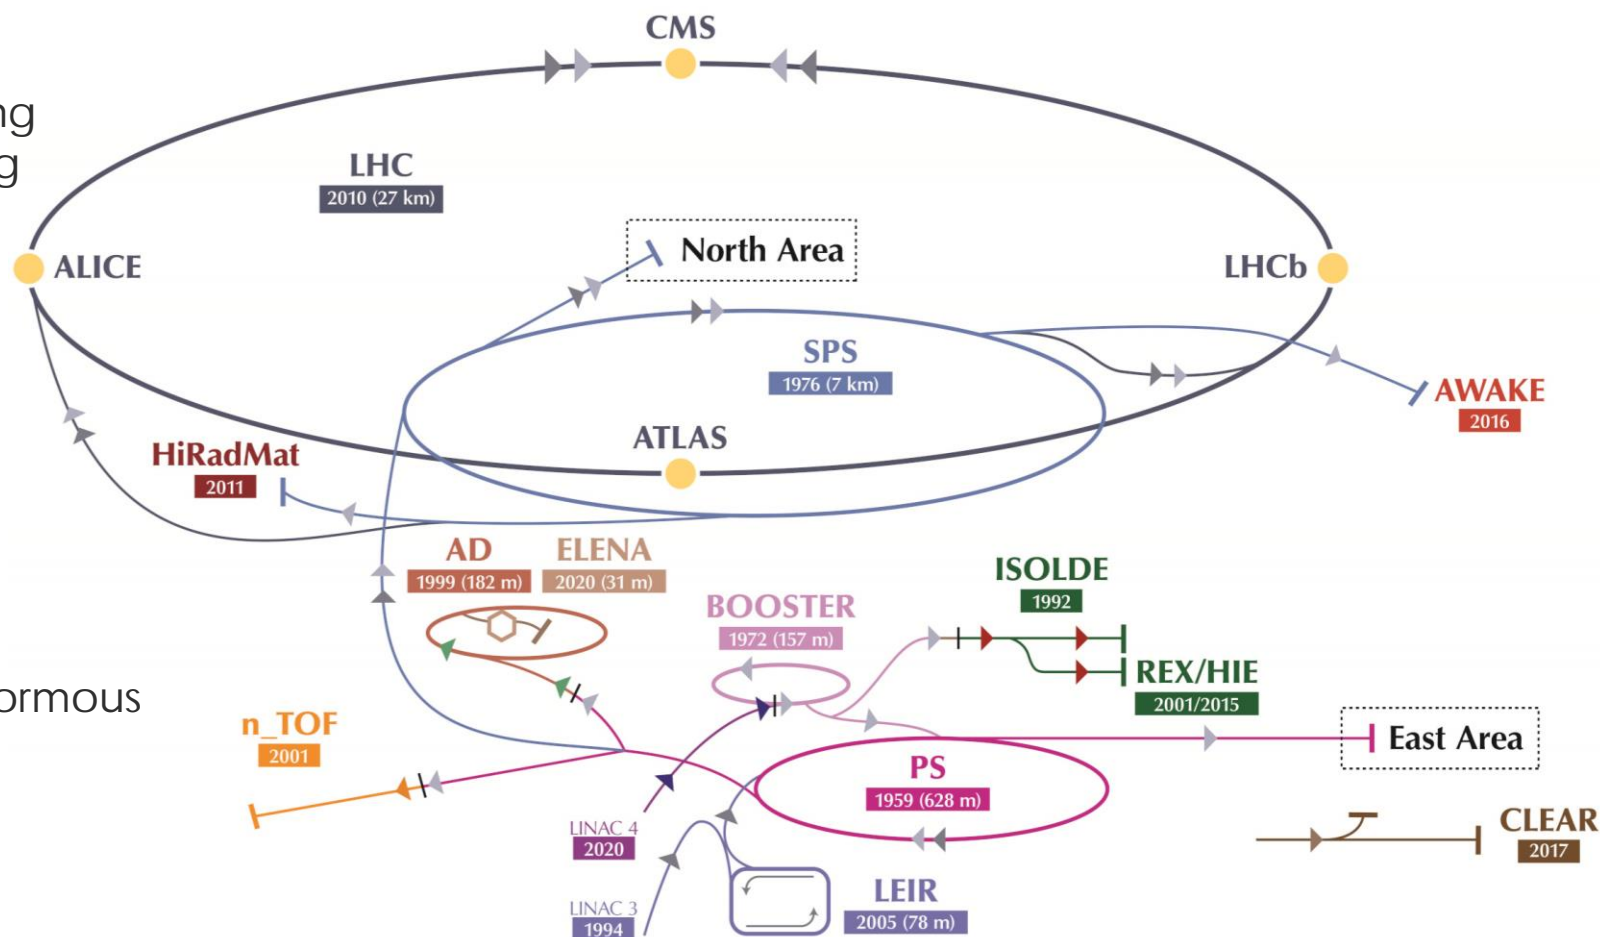 CMS
ng
g
LHC
2010 (27 km)
North Area
ALICE
LHCb
SPS
1976 (7 km)
AWAKE
2016
ATLAS
HiRadMat
2011
AD
1999 (182 m)
ELENA
2020 (31 m)
ISOLDE
1992
BOOSTER
1972 (157 m)
REX/HIE
2001/2015
ormous
n_TOF
2001
East Area
PS
1959 (628 m)
LINAC 4
2020
CLEAR
2017
LEIR
2005 (78 m)
LINAC 3
1994